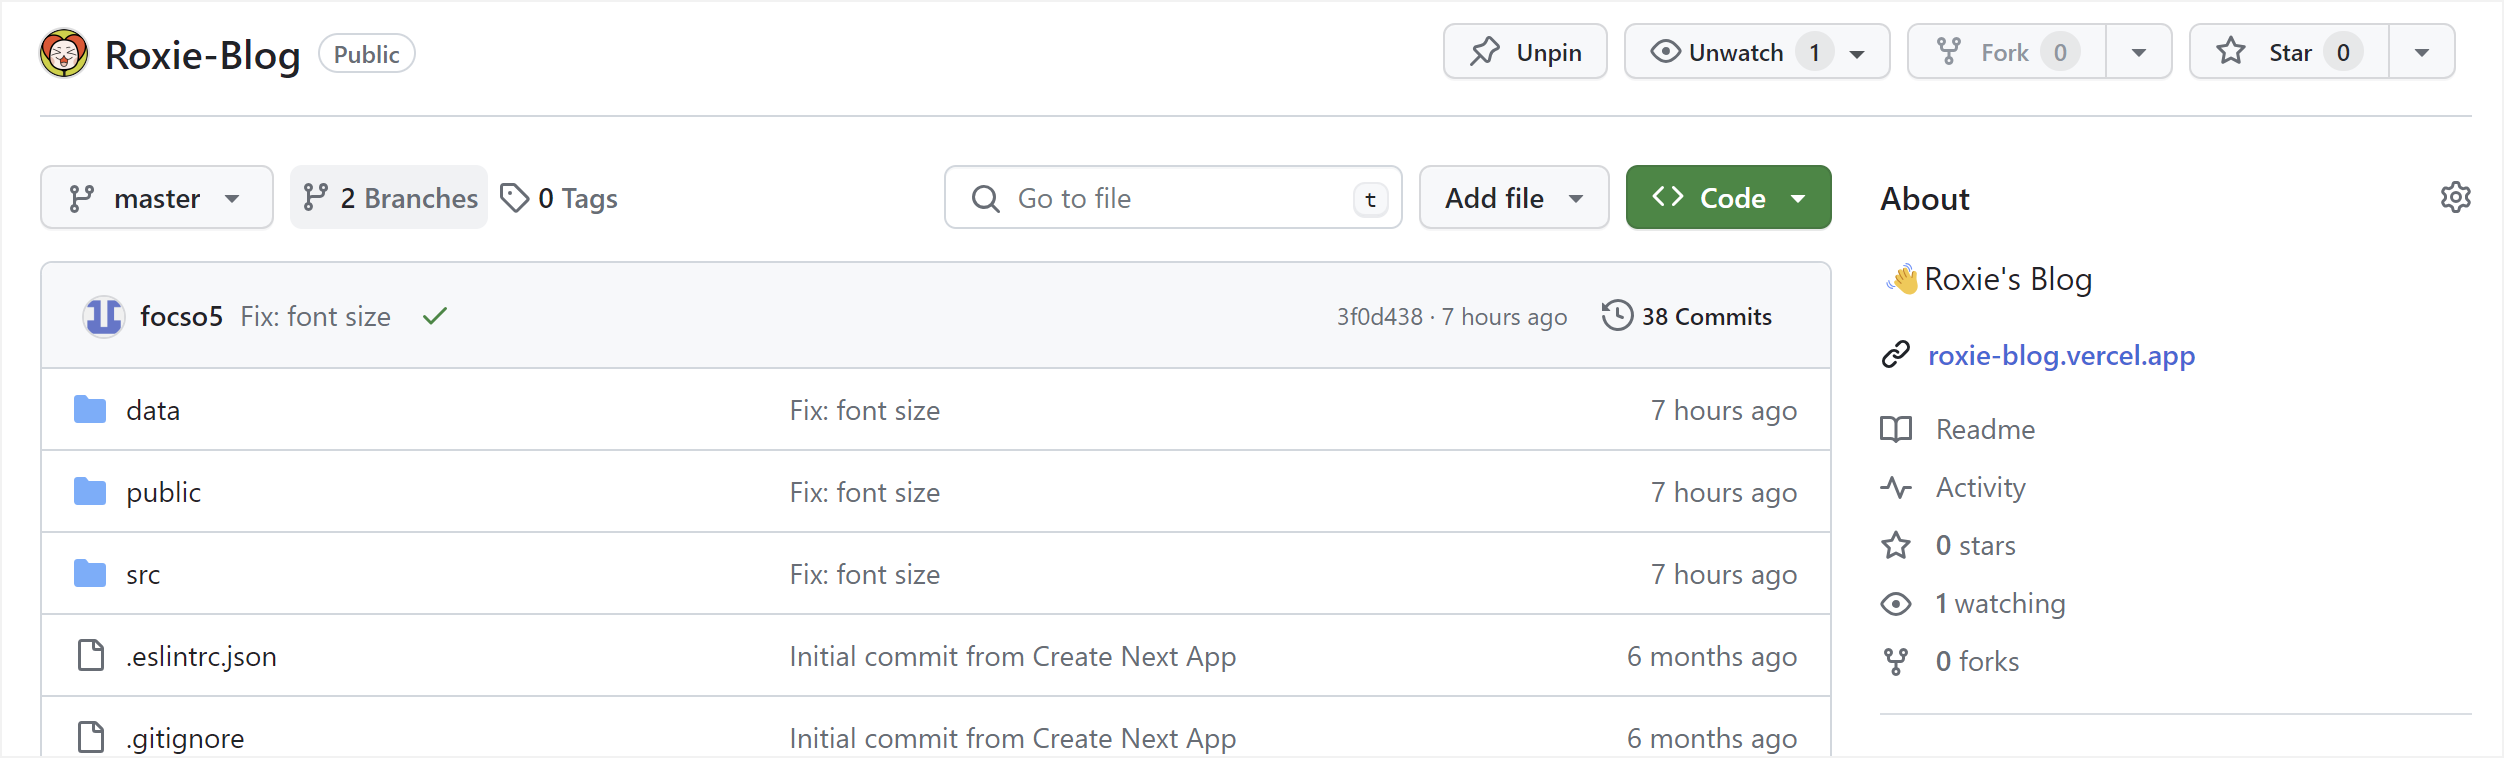 Roxie-Blog Public Unpin Unwatch 1 Fork 0 Star 0
master 2 Branches 0 Tags Go to file t Add file Code
focso5 Fix: font size 3f0d438 · 7 hours ago 38 Commits
data Fix: font size 7 hours ago
public Fix: font size 7 hours ago
src Fix: font size 7 hours ago
.eslintrc.json Initial commit from Create Next App 6 months ago
.gitignore Initial commit from Create Next App 6 months ago
About
👋Roxie's Blog
roxie-blog.vercel.app
Readme
Activity
0 stars
1 watching
0 forks